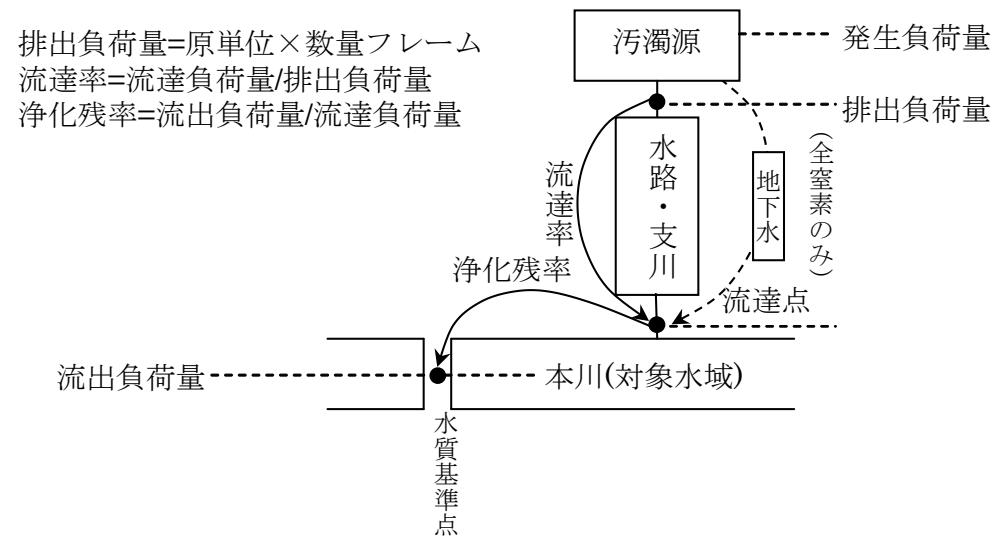 排出負荷量=原単位×数量フレーム
流達率=流達負荷量/排出負荷量
浄化残率=流出負荷量/流達負荷量
汚濁源
発生負荷量
排出負荷量
水路・支川
地下水
(全窒素のみ)
流達率
浄化残率
流達点
流出負荷量
本川(対象水域)
水質基準点